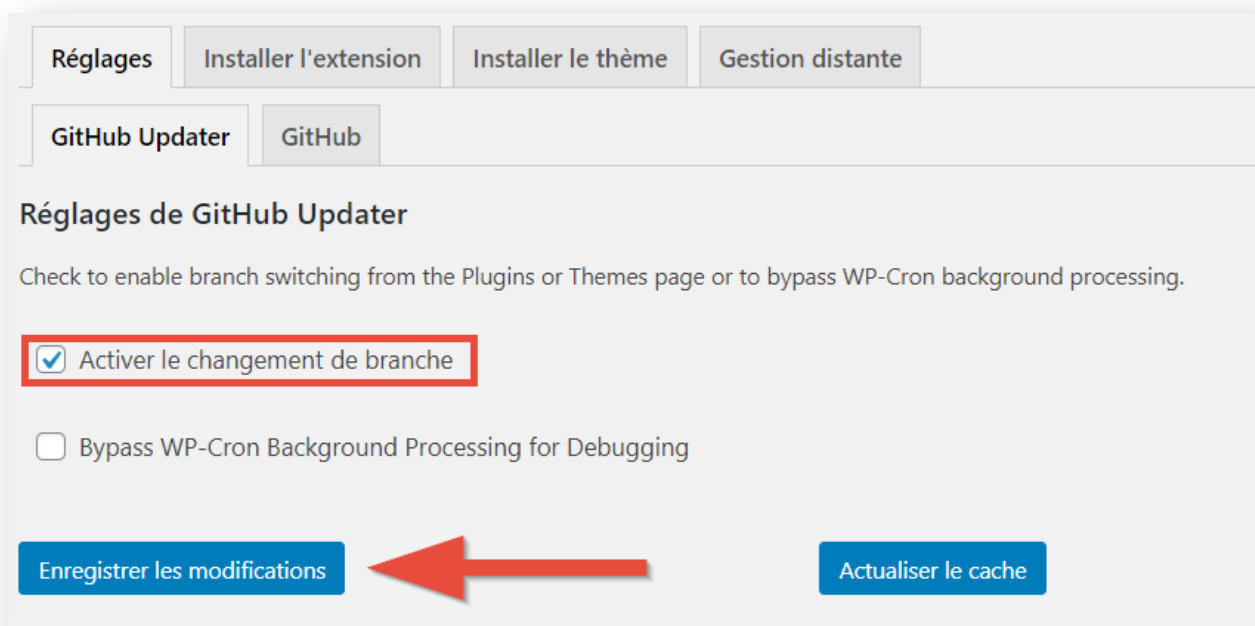 Réglages Installer l'extension Installer le thème Gestion distante
GitHub Updater GitHub
Réglages de GitHub Updater
Check to enable branch switching from the Plugins or Themes page or to bypass WP-Cron background processing.
Activer le changement de branche
Bypass WP-Cron Background Processing for Debugging
Enregistrer les modifications Actualiser le cache